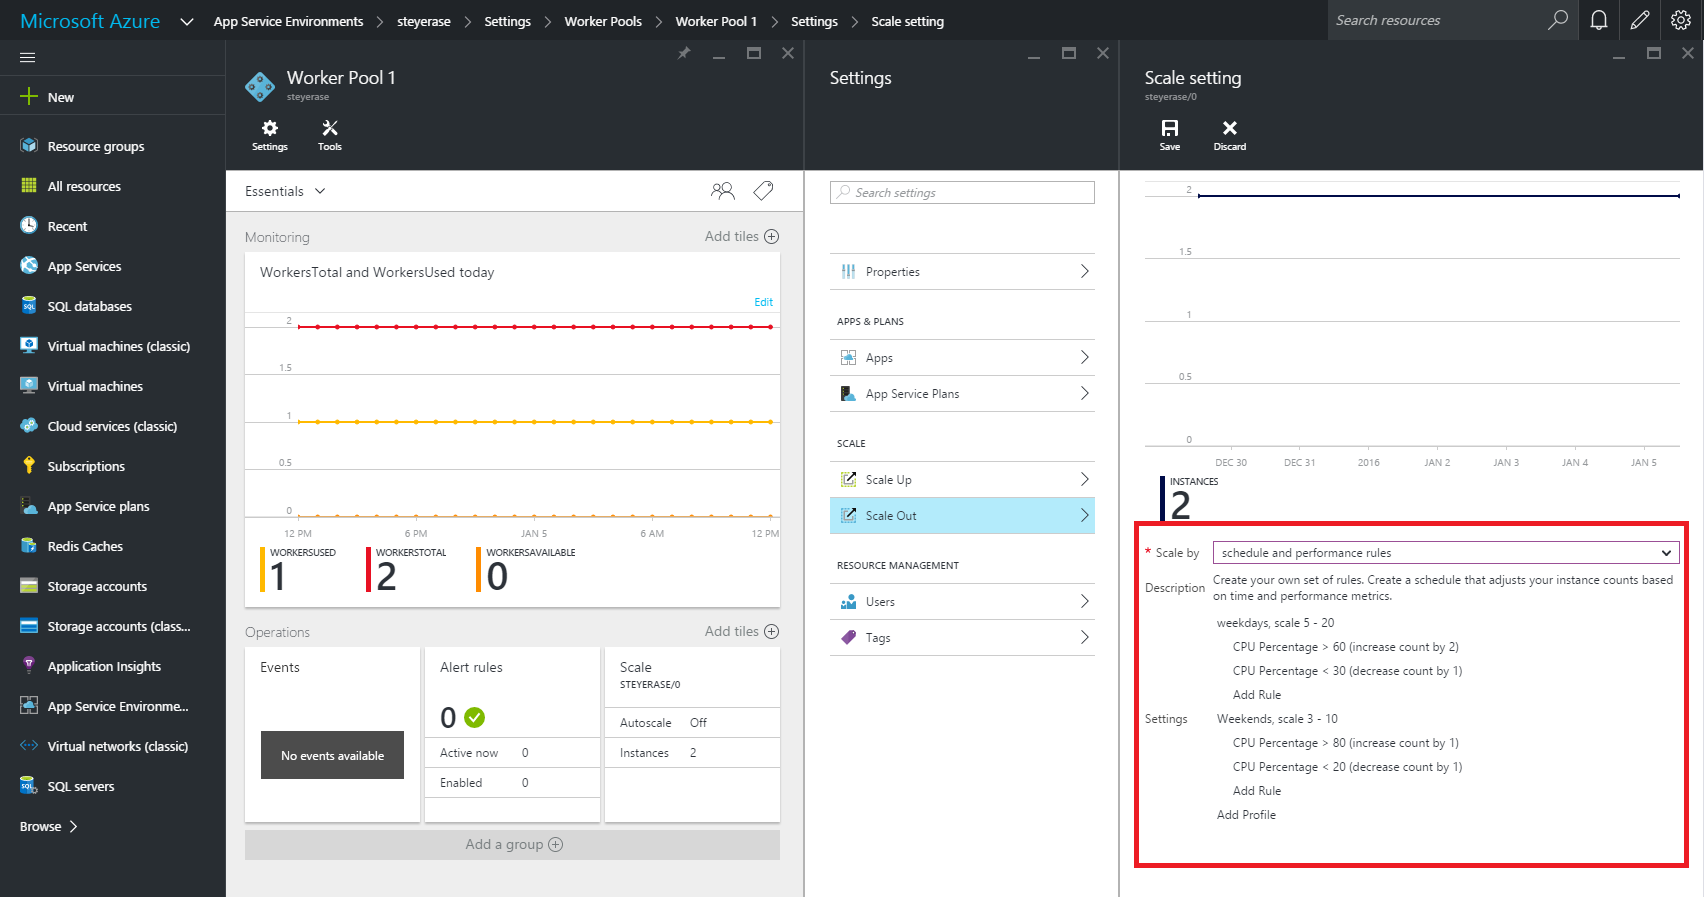 Microsoft Azure
App Service Environments > steyerase > Settings > Worker Pools > Worker Pool 1 > Settings > Scale setting
Search resources
New
Resource groups
All resources
Recent
App Services
SQL databases
Virtual machines (classic)
Virtual machines
Cloud services (classic)
Subscriptions
App Service plans
Redis Caches
Storage accounts
Storage accounts (class...
Application Insights
App Service Environme...
Virtual networks (classic)
SQL servers
Browse
Worker Pool 1
steyerase
Settings
Tools
Essentials
Monitoring
Add tiles
WorkersTotal and WorkersUsed today
Edit
2
1.5
1
0.5
0
12 PM 6 PM JAN 5 6 AM 12 PM
WORKERSUSED
1
WORKERSTOTAL
2
WORKERSAVAILABLE
0
Operations
Add tiles
Events
No events available
Alert rules
0
Active now 0
Enabled 0
Scale
STEYERASE/0
Autoscale Off
Instances 2
Add a group
Settings
Search settings
Properties
APPS & PLANS
Apps
App Service Plans
SCALE
Scale Up
Scale Out
RESOURCE MANAGEMENT
Users
Tags
Scale setting
steyerase/0
Save
Discard
2
1.5
1
0.5
0
DEC 30 DEC 31 2016 JAN 2 JAN 3 JAN 4 JAN 5
INSTANCES
2
* Scale by schedule and performance rules
Description Create your own set of rules. Create a schedule that adjusts your instance counts based
on time and performance metrics.
weekdays, scale 5 - 20
CPU Percentage > 60 (increase count by 2)
CPU Percentage < 30 (decrease count by 1)
Add Rule
Settings Weekends, scale 3 - 10
CPU Percentage > 80 (increase count by 1)
CPU Percentage < 20 (decrease count by 1)
Add Rule
Add Profile